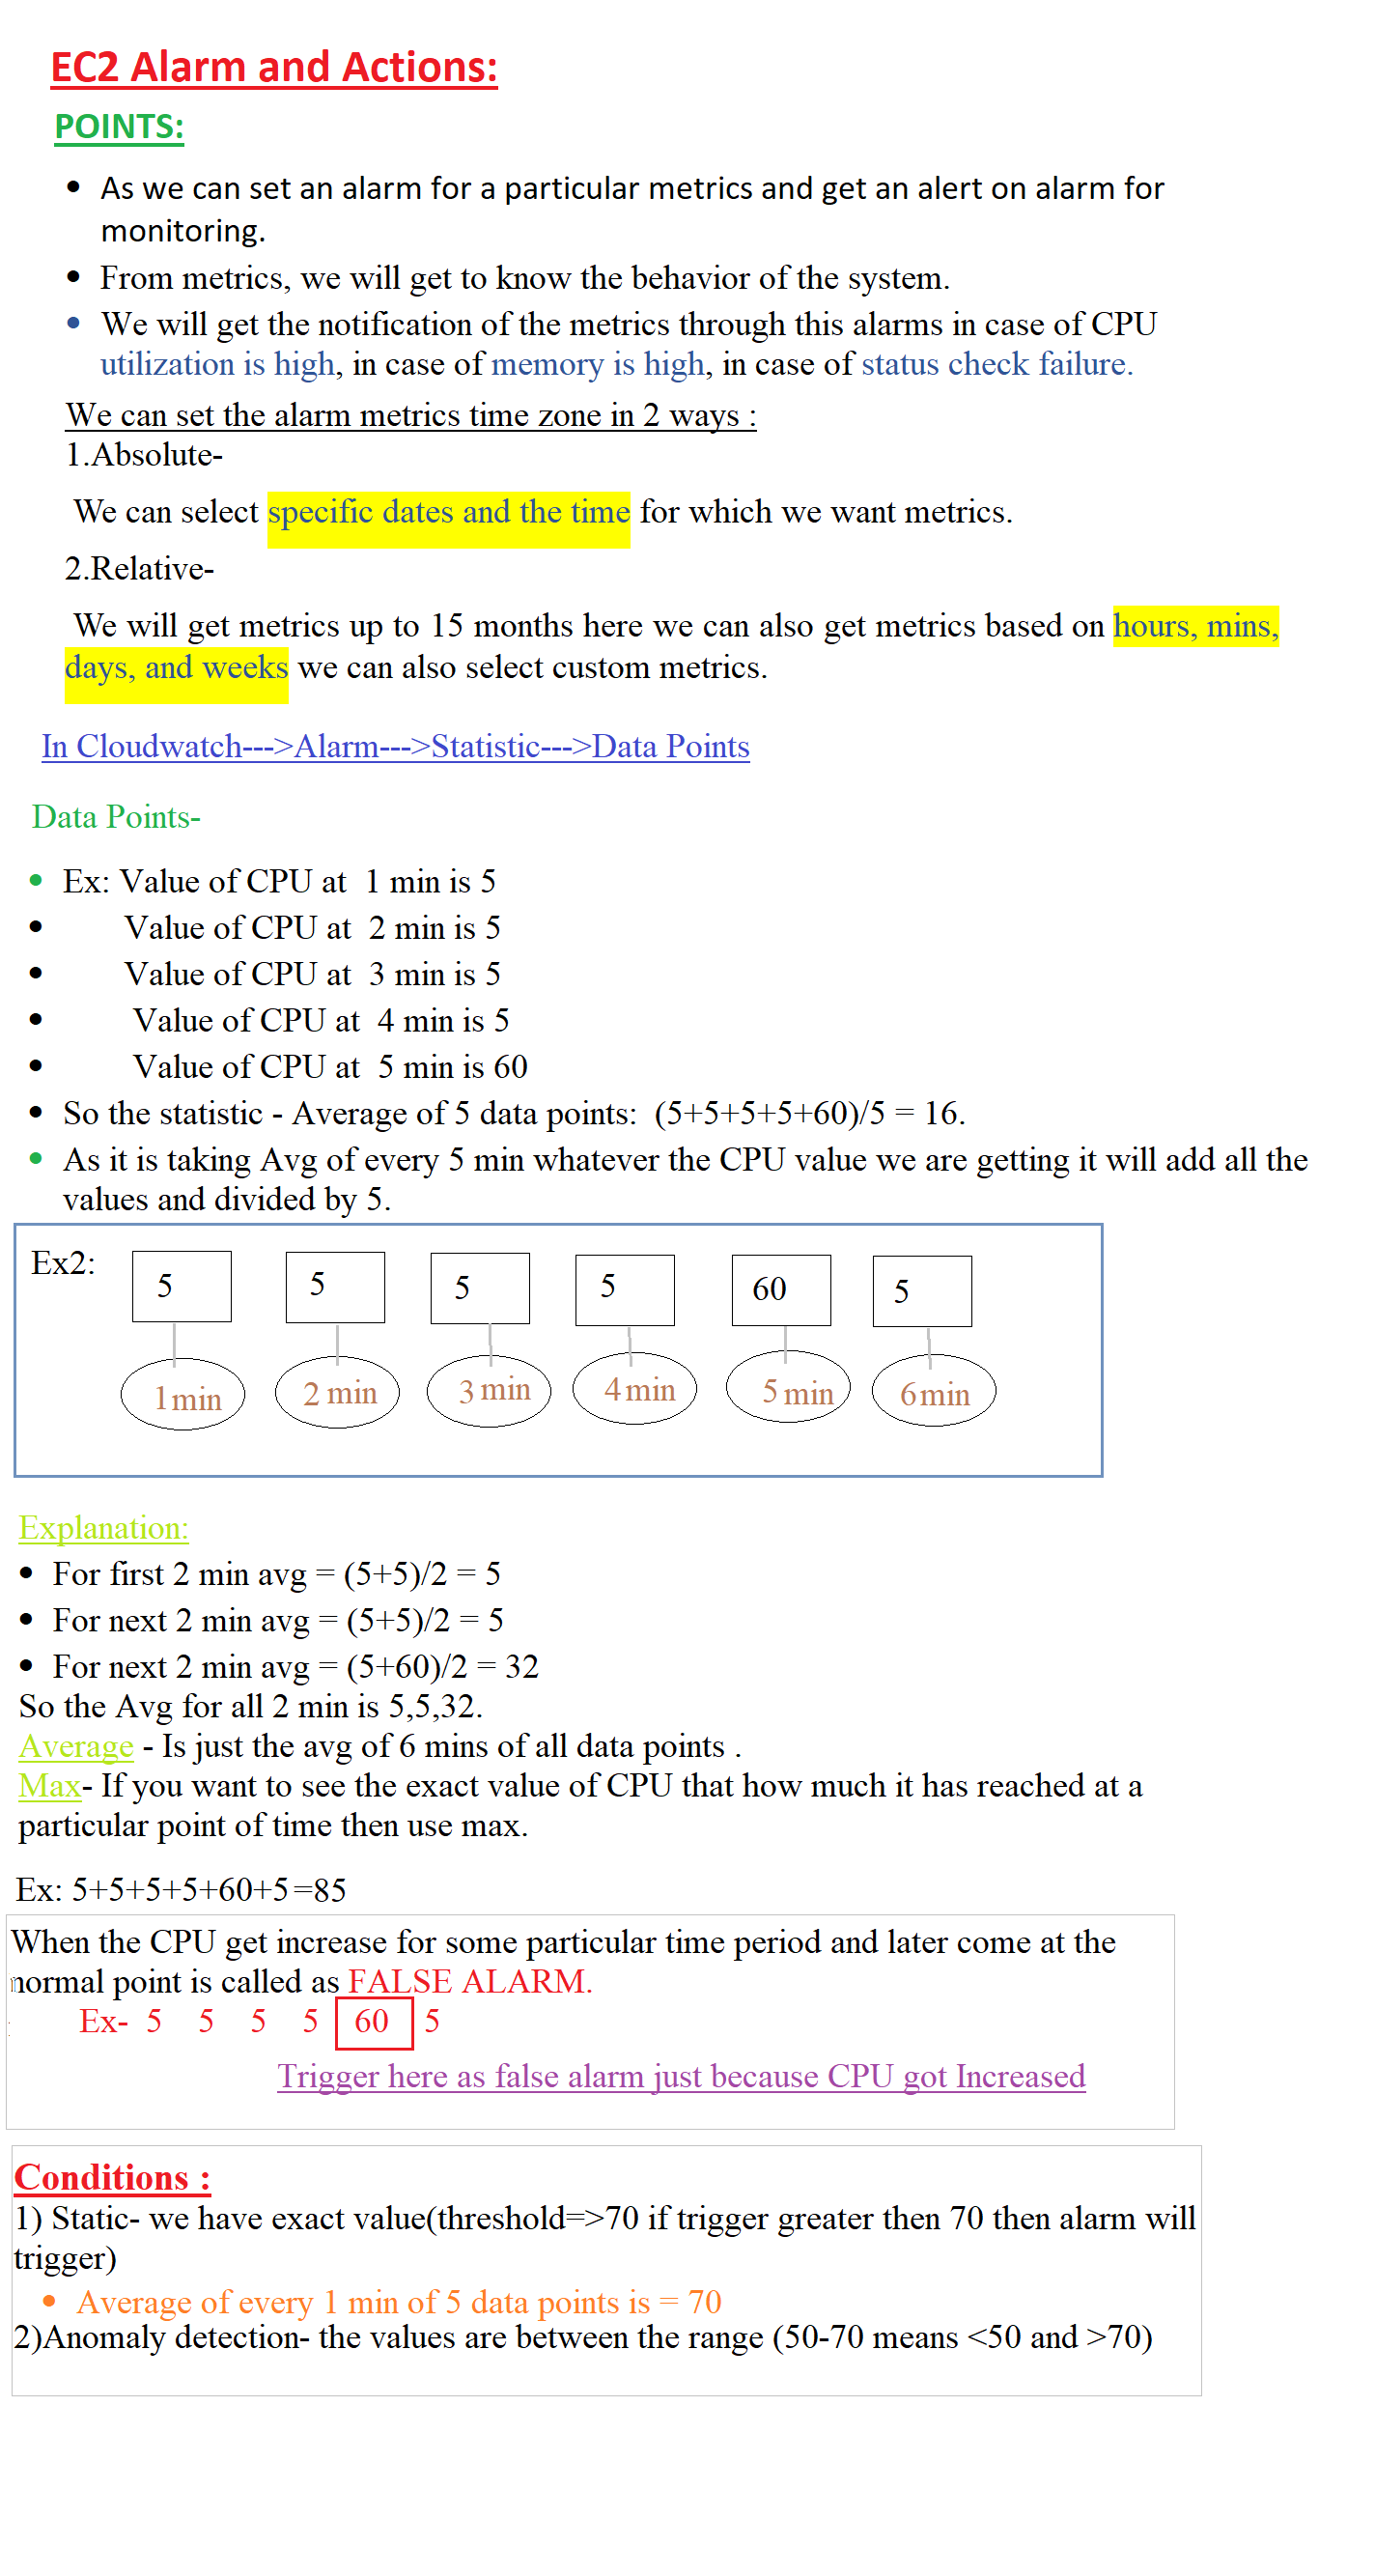 EC2 Alarm and Actions:
POINTS:
• As we can set an alarm for a particular metrics and get an alert on alarm for
monitoring.
• From metrics, we will get to know the behavior of the system.
• We will get the notification of the metrics through this alarms in case of CPU
utilization is high, in case of memory is high, in case of status check failure.
We can set the alarm metrics time zone in 2 ways :
1.Absolute-
We can select specific dates and the time for which we want metrics.
2.Relative-
We will get metrics up to 15 months here we can also get metrics based on hours, mins,
days, and weeks we can also select custom metrics.
In Cloudwatch--->Alarm--->Statistic--->Data Points
Data Points-
• Ex: Value of CPU at 1 min is 5
• Value of CPU at 2 min is 5
• Value of CPU at 3 min is 5
• Value of CPU at 4 min is 5
• Value of CPU at 5 min is 60
• So the statistic - Average of 5 data points: (5+5+5+5+60)/5 = 16.
• As it is taking Avg of every 5 min whatever the CPU value we are getting it will add all the
values and divided by 5.
Ex2: 5 5 5 5 60 5
1 min 2 min 3 min 4 min 5 min 6 min
Explanation:
• For first 2 min avg = (5+5)/2 = 5
• For next 2 min avg = (5+5)/2 = 5
• For next 2 min avg = (5+60)/2 = 32
So the Avg for all 2 min is 5,5,32.
Average - Is just the avg of 6 mins of all data points .
Max- If you want to see the exact value of CPU that how much it has reached at a
particular point of time then use max.
Ex: 5+5+5+5+60+5=85
When the CPU get increase for some particular time period and later come at the
normal point is called as FALSE ALARM.
Ex- 5 5 5 5 60 5
Trigger here as false alarm just because CPU got Increased
Conditions :
1) Static- we have exact value(threshold=>70 if trigger greater then 70 then alarm will
trigger)
• Average of every 1 min of 5 data points is = 70
2)Anomaly detection- the values are between the range (50-70 means <50 and >70)